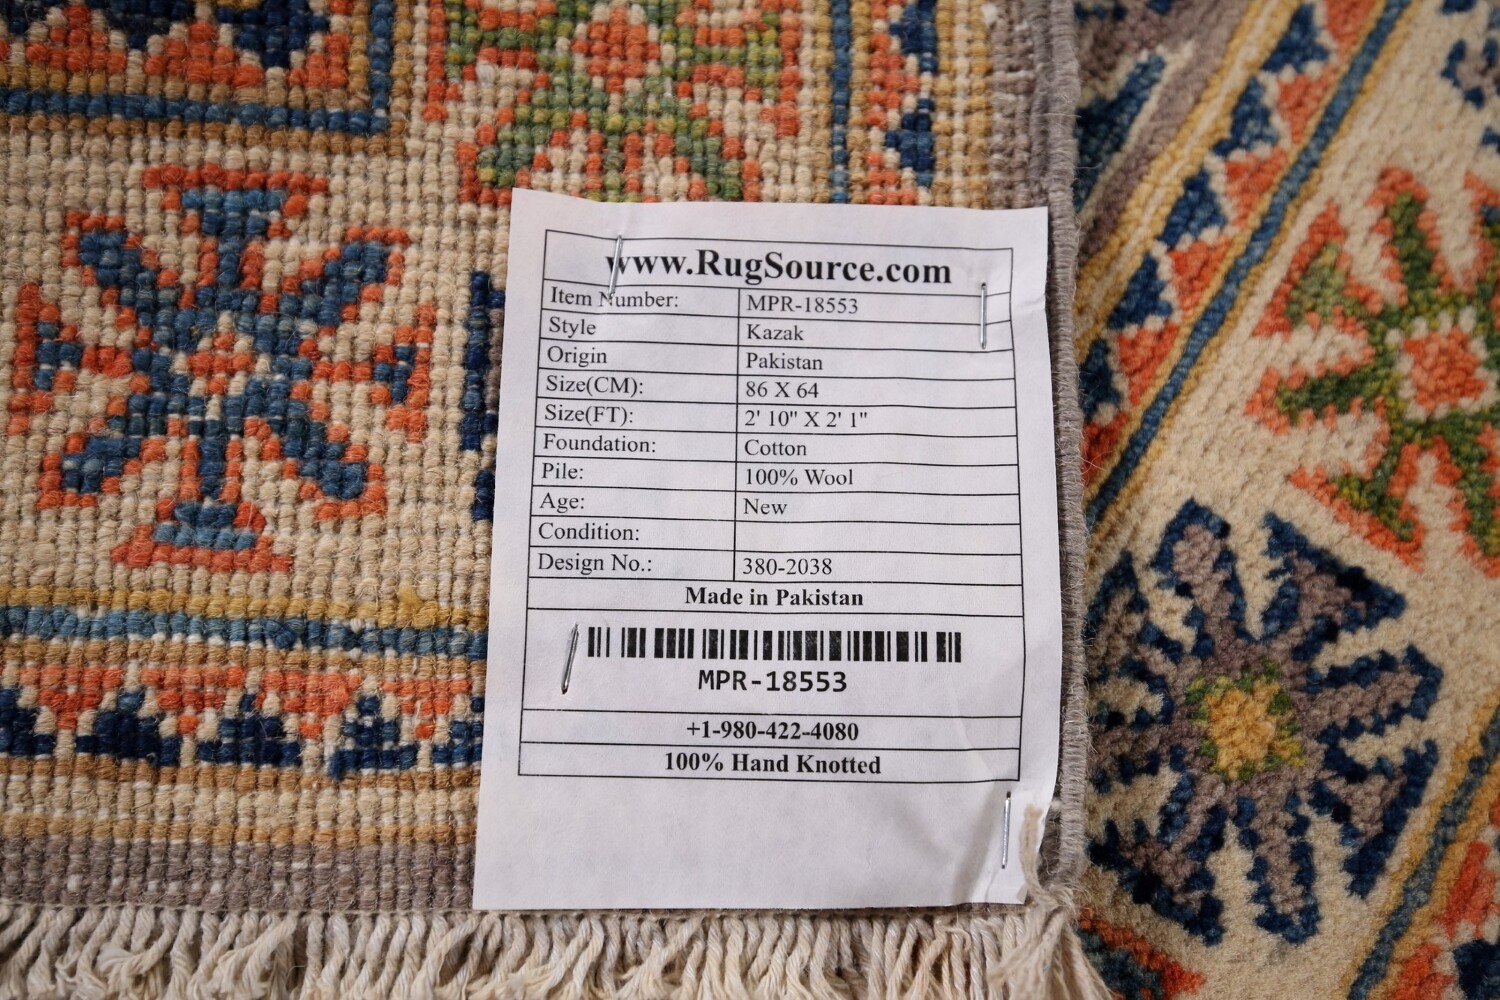 www.RugSource.com
Item Number: MPR-18553
Style Kazak
Origin Pakistan
Size(CM): 86 X 64
Size(FT): 2' 10" X 2' 1"
Foundation: Cotton
Pile: 100% Wool
Age: New
Condition:
Design No.: 380-2038
Made in Pakistan
MPR-18553
+1-980-422-4080
100% Hand Knotted